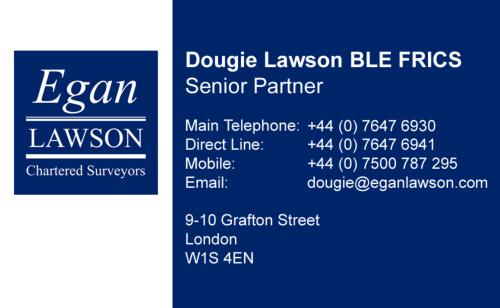 Egan
LAWSON
Chartered Surveyors
Dougie Lawson BLE FRICS
Senior Partner
Main Telephone: +44 (0) 7647 6930
Direct Line: +44 (0) 7647 6941
Mobile: +44 (0) 7500 787 295
Email: dougie@eganlawson.com
9-10 Grafton Street
London
W1S 4EN